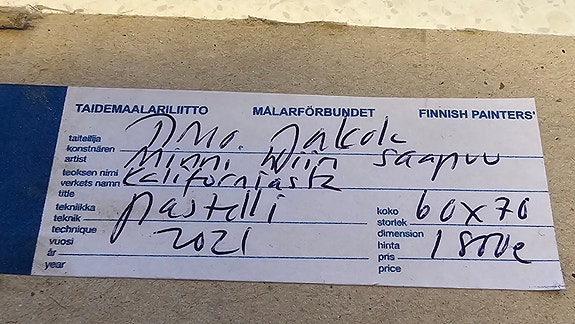 TAIDEMAALARILIITTO MÅLARFÖRBUNDET FINNISH PAINTERS'
taiteilija
konstnären
artist
teoksen nimi Minni Wiin saapuu
verkets namn Kaliforniasta
title
tekniikka
teknik pastelli
technique
vuosi 2021
år
year
koko 60x70
storlek
dimension
hinta
pris
price